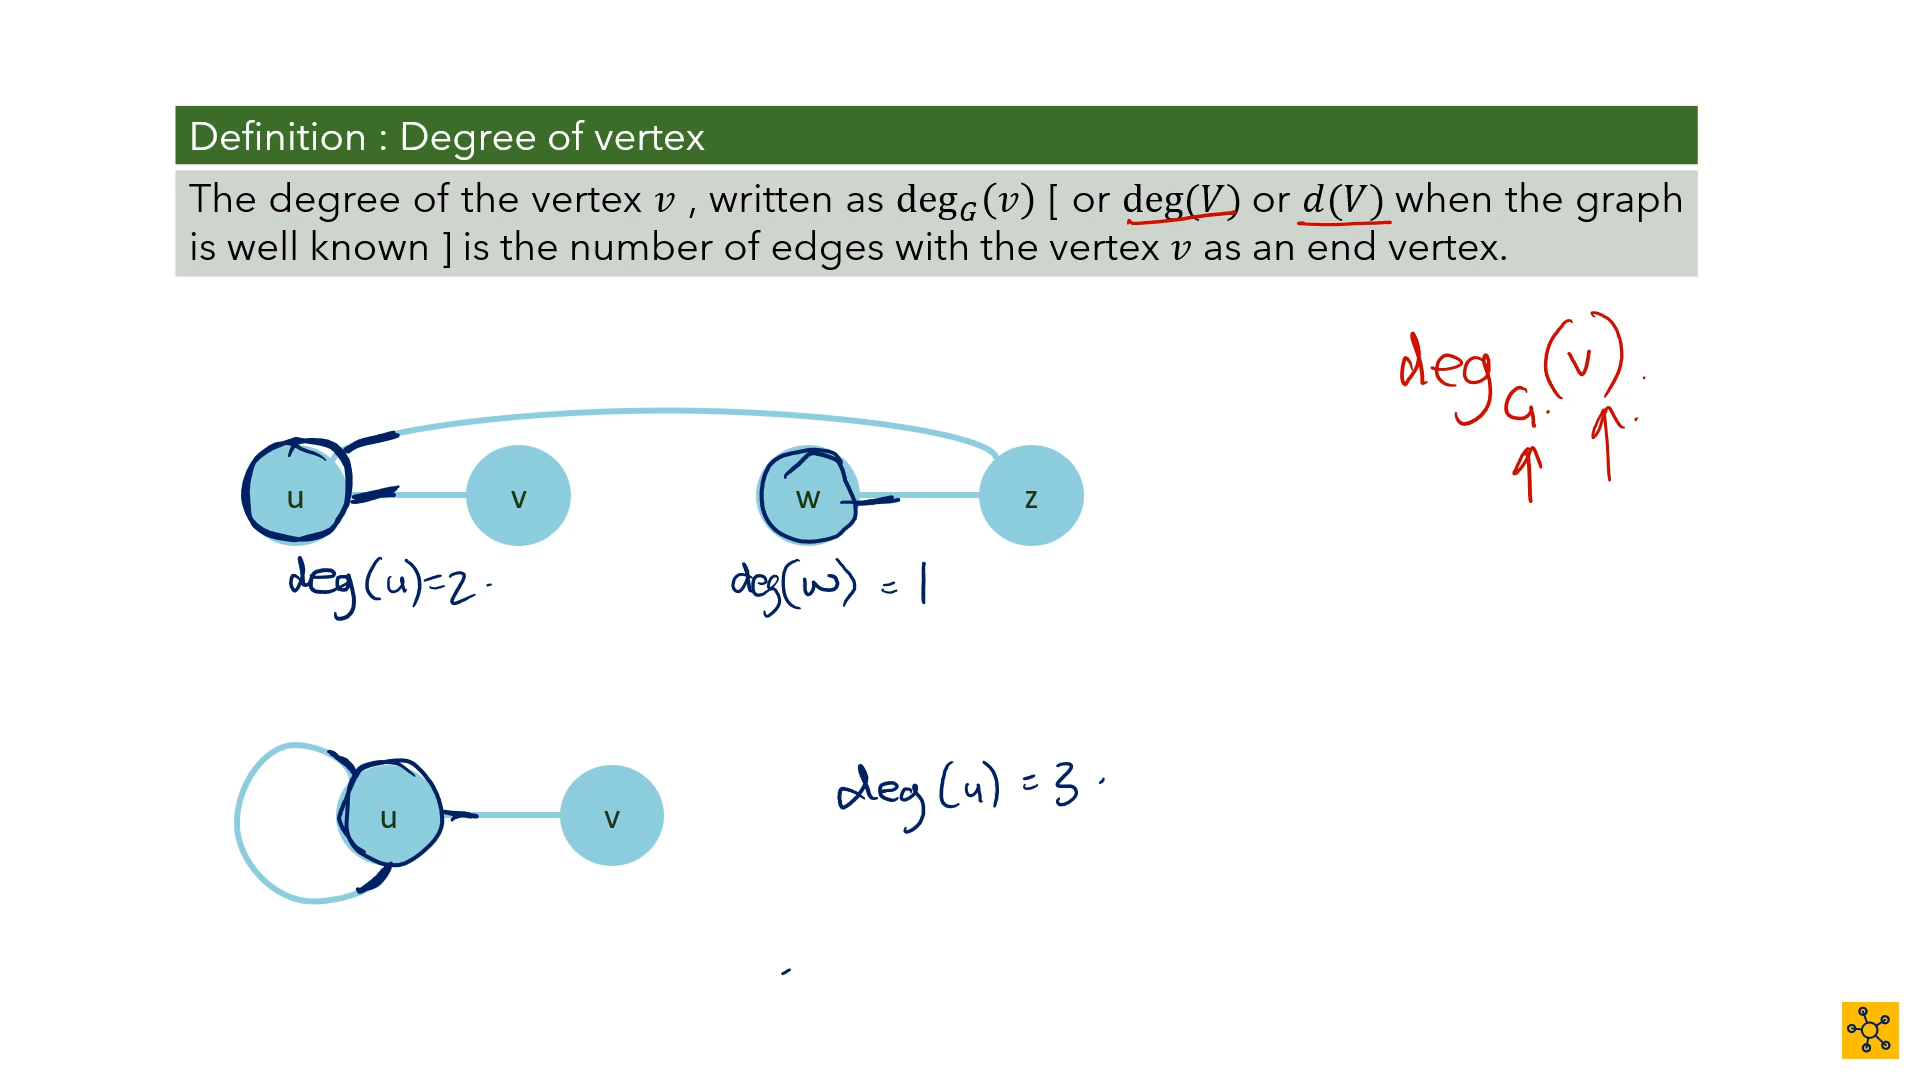 Definition : Degree of vertex
The degree of the vertex 𝑣 , written as deg_G(𝑣) [ or deg(𝑉) or 𝑑(𝑉) when the graph
is well known ] is the number of edges with the vertex 𝑣 as an end vertex.
deg_G.(v).
u v w z
deg(u)=2.
deg(w) = 1
u v
deg(u) = 3.